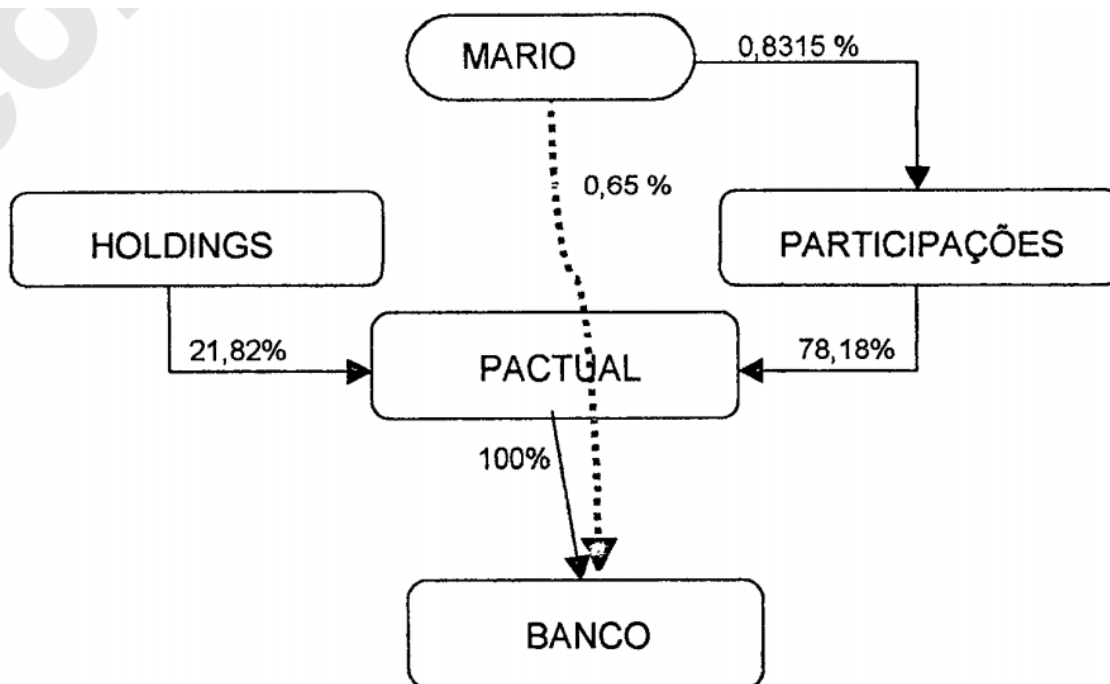 MARIO
0,8315 %
0,65 %
HOLDINGS
PARTICIPAÇÕES
21,82%
PACTUAL
78,18%
100%
BANCO